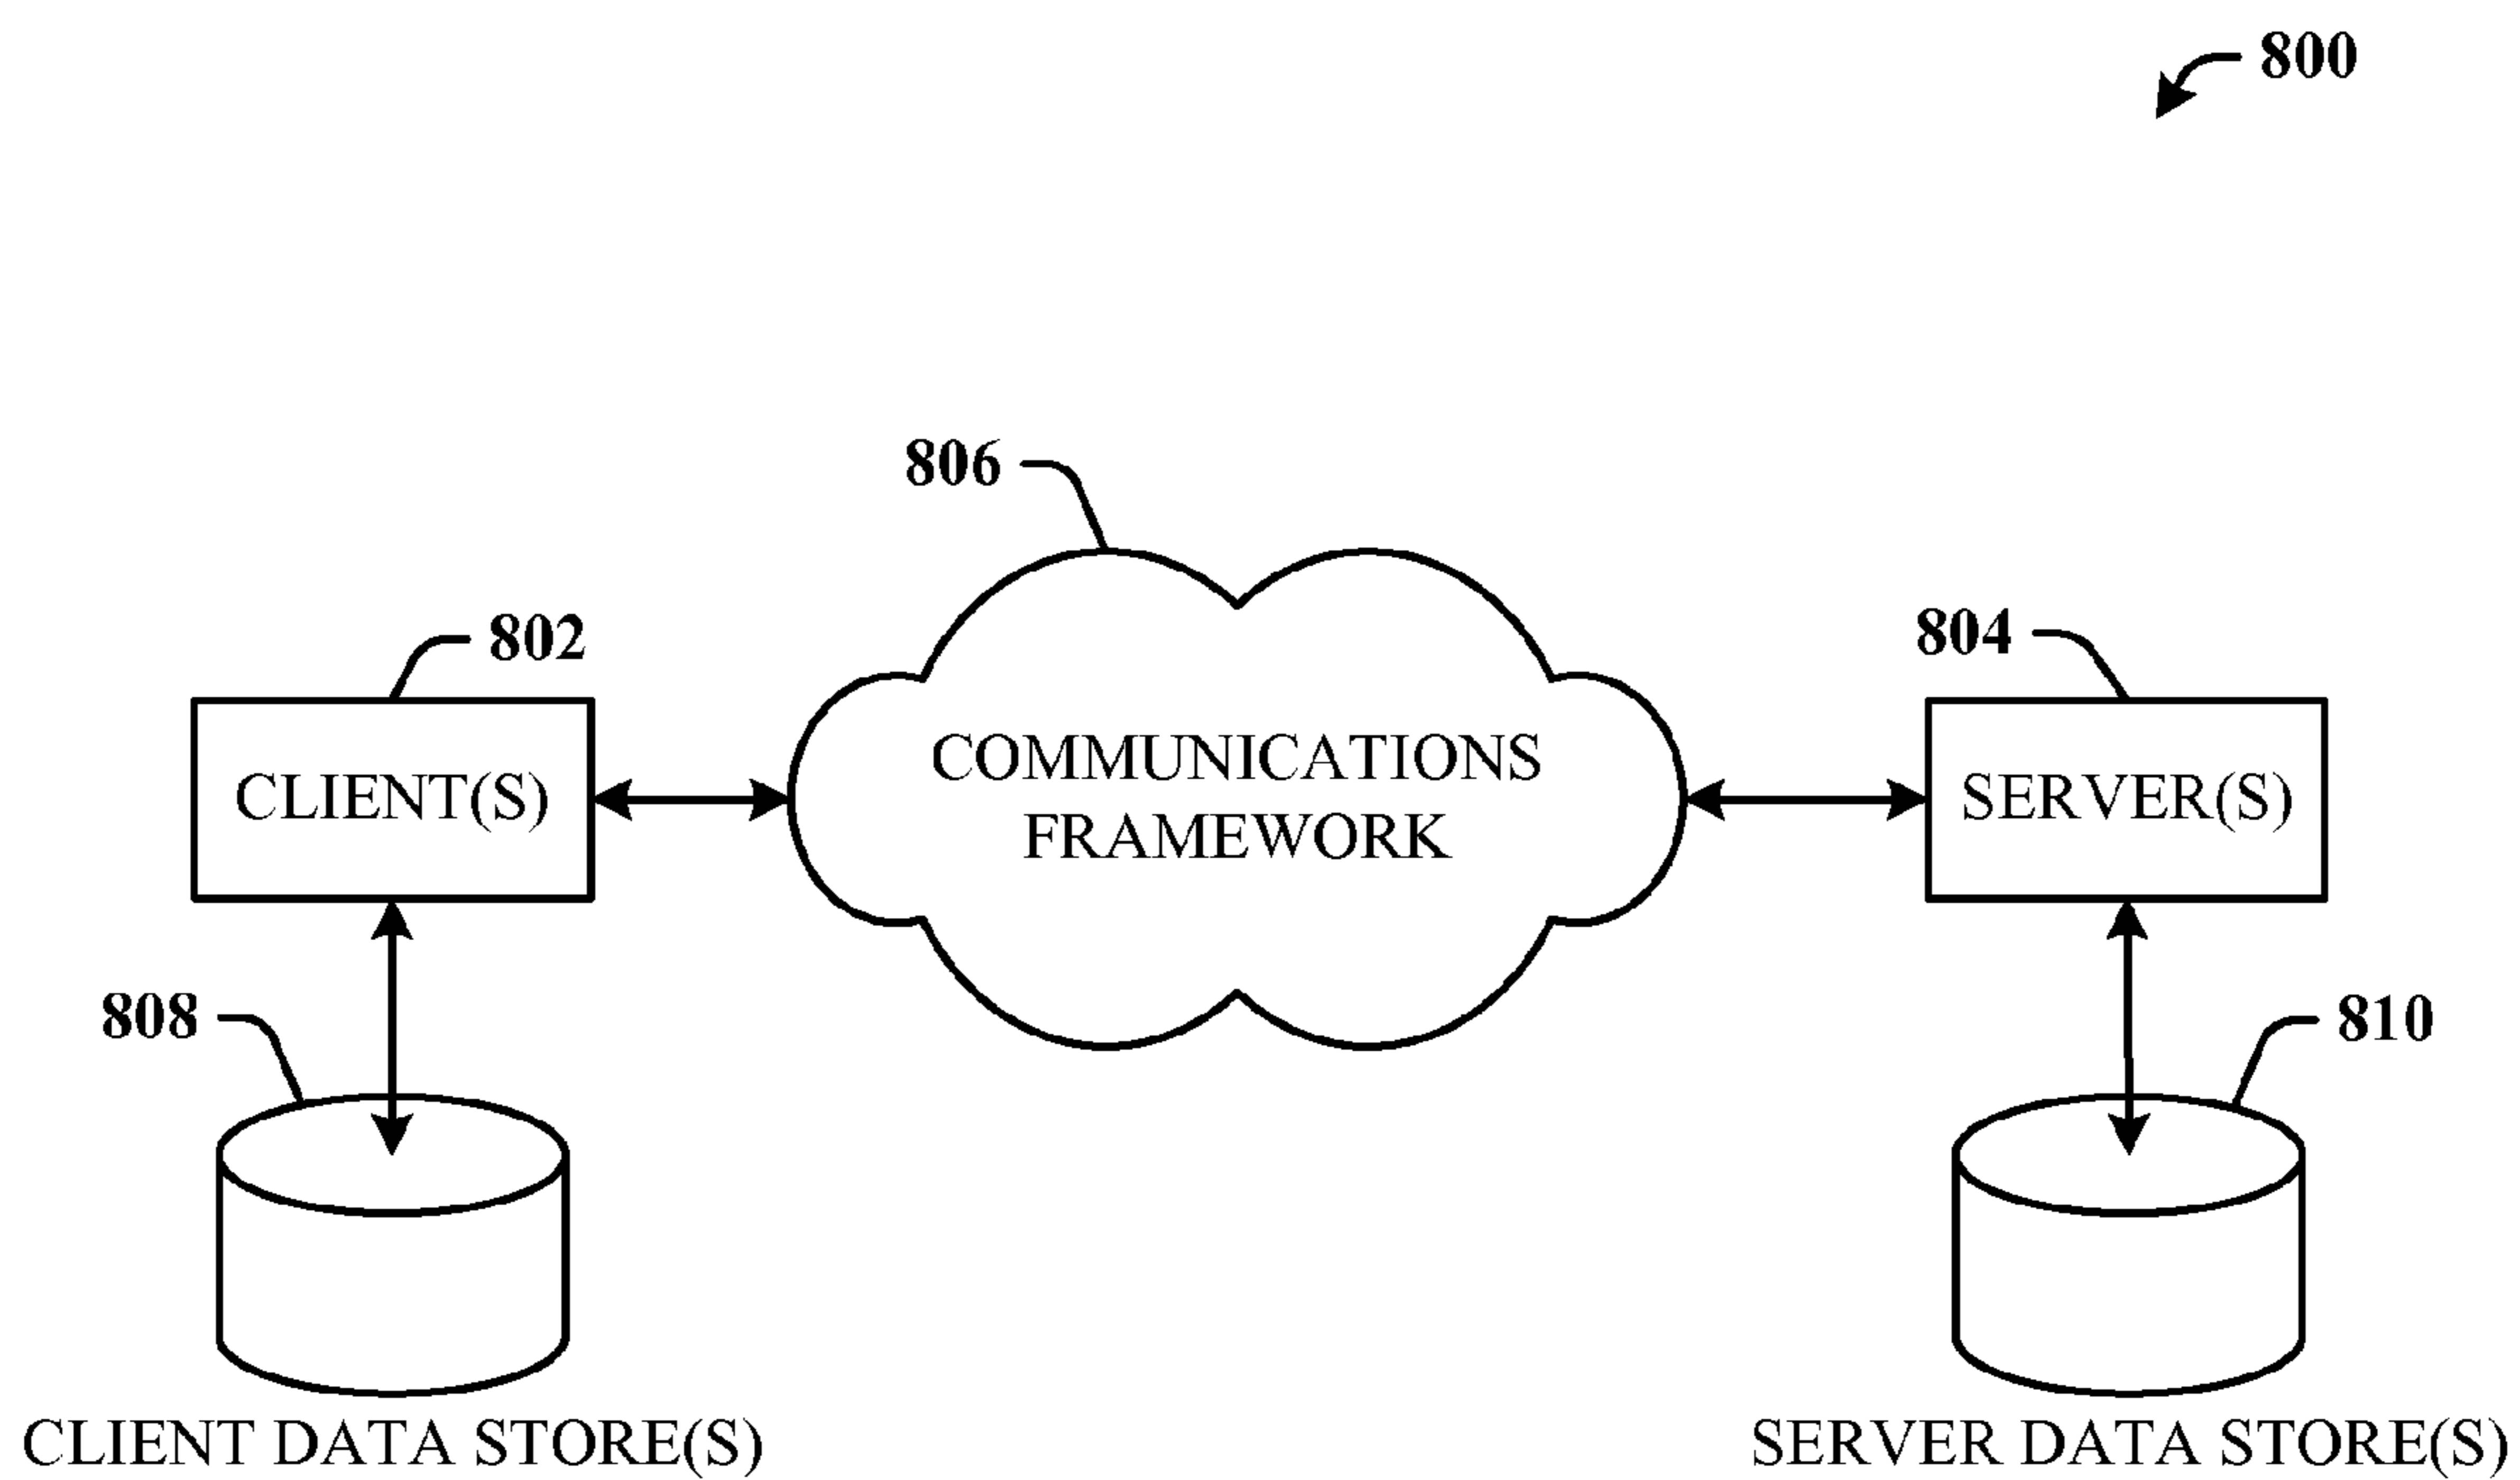 800
806
802
804
CLIENT(S)
COMMUNICATIONS
FRAMEWORK
SERVER(S)
808
810
CLIENT DATA STORE(S)
SERVER DATA STORE(S)